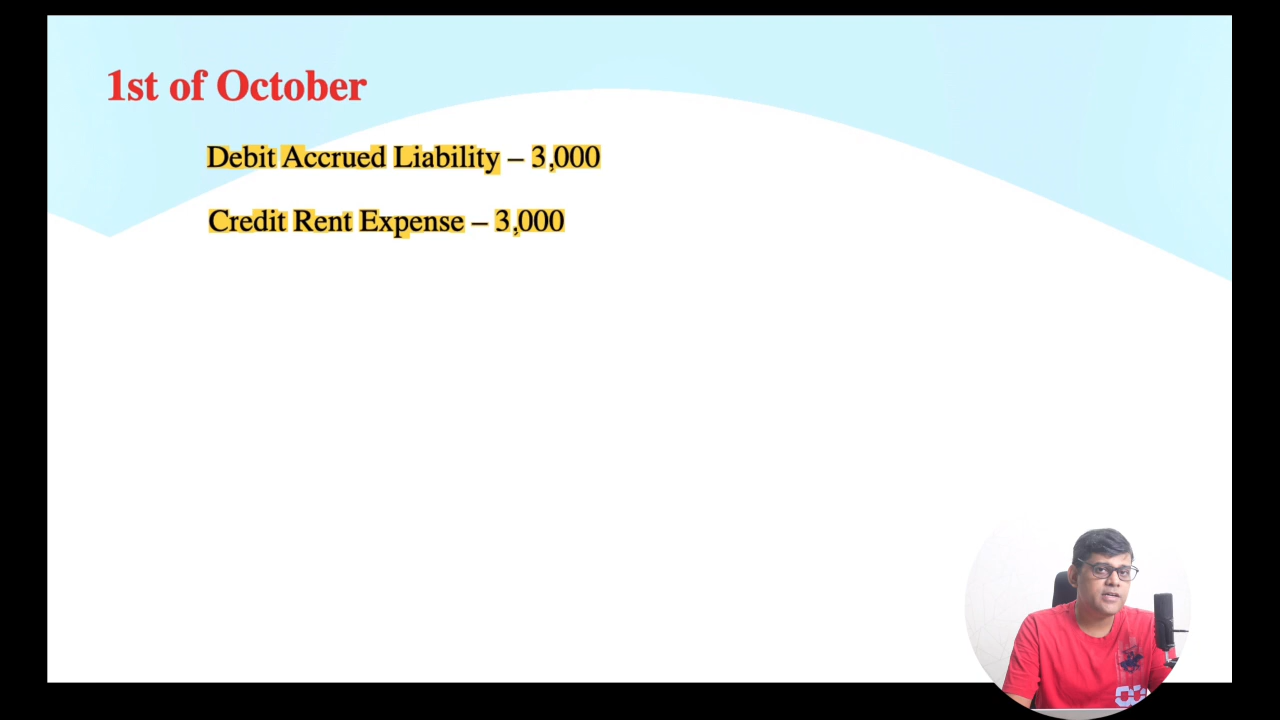 1st of October
Debit Accrued Liability – 3,000
Credit Rent Expense – 3,000